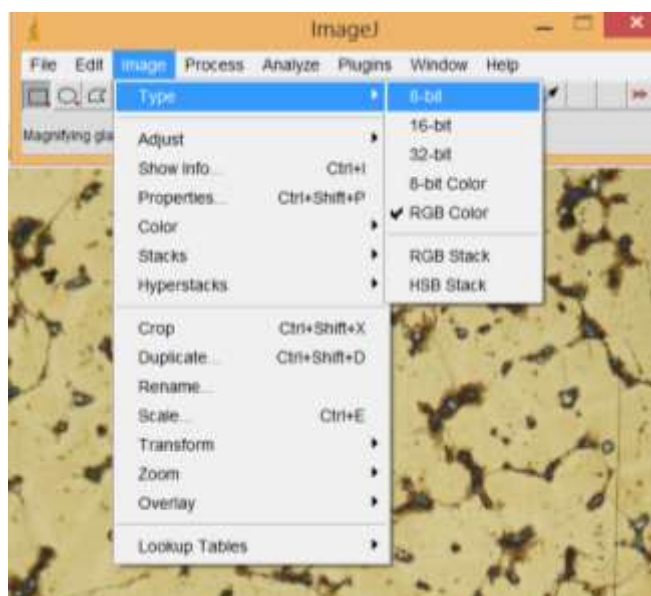 ImageJ
File Edit Image Process Analyze Plugins Window Help
Type
8-bit
16-bit
32-bit
8-bit Color
RGB Color
RGB Stack
HSB Stack
Adjust
Show Info... Ctrl+I
Properties... Ctrl+Shift+P
Color
Stacks
Hyperstacks
Crop Ctrl+Shift+X
Duplicate... Ctrl+Shift+D
Rename...
Scale... Ctrl+E
Transform
Zoom
Overlay
Lookup Tables
Magnifying